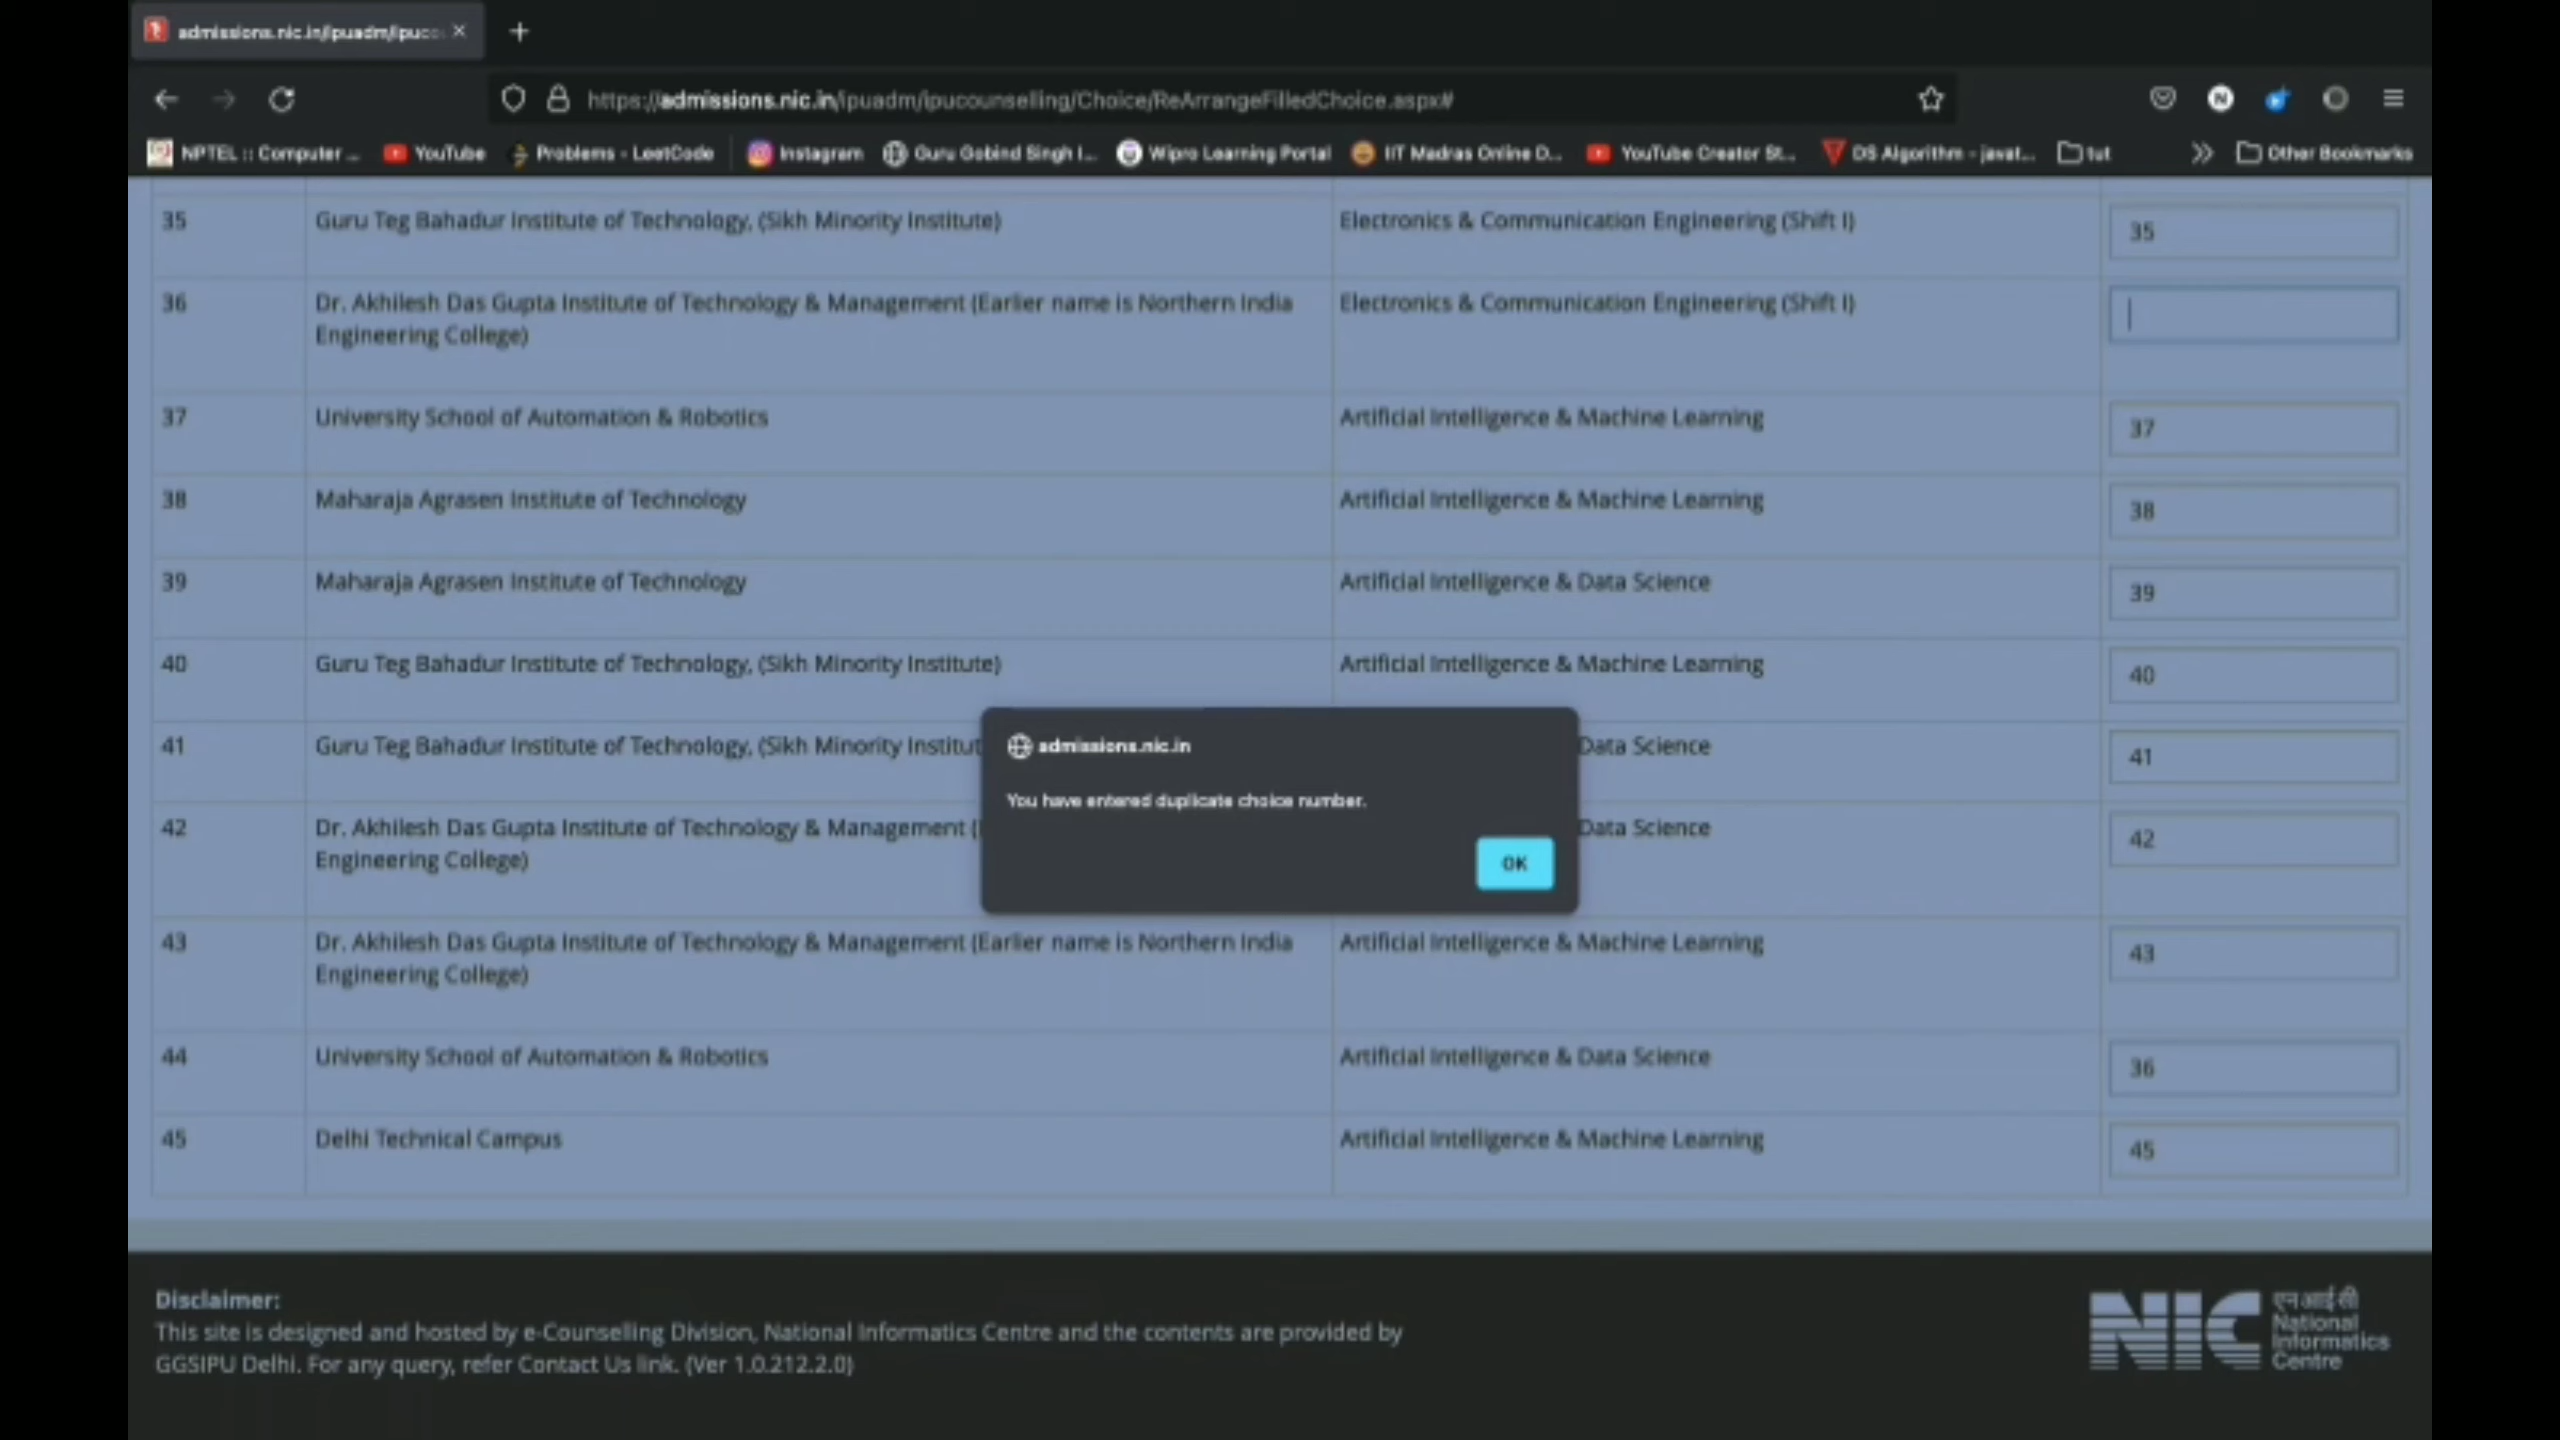 admissions.nic.in/ipuadm/ipuco
https://admissions.nic.in/ipuadm/ipucounselling/Choice/ReArrangeFilledChoice.aspx#
NPTEL :: Computer ... YouTube Problems - LeetCode Instagram Guru Gobind Singh I... Wipro Learning Portal IIT Madras Online D... YouTube Creator St... DS Algorithm - javat... tut Other Bookmarks
35 Guru Teg Bahadur Institute of Technology, (Sikh Minority Institute) Electronics & Communication Engineering (Shift I) 35
36 Dr. Akhilesh Das Gupta Institute of Technology & Management (Earlier name is Northern India Electronics & Communication Engineering (Shift I)
Engineering College)
37 University School of Automation & Robotics Artificial Intelligence & Machine Learning 37
38 Maharaja Agrasen Institute of Technology Artificial Intelligence & Machine Learning 38
39 Maharaja Agrasen Institute of Technology Artificial Intelligence & Data Science 39
40 Guru Teg Bahadur Institute of Technology, (Sikh Minority Institute) Artificial Intelligence & Machine Learning 40
41 Guru Teg Bahadur Institute of Technology, (Sikh Minority Institut Data Science 41
42 Dr. Akhilesh Das Gupta Institute of Technology & Management ( Data Science 42
Engineering College)
admissions.nic.in
You have entered duplicate choice number.
OK
43 Dr. Akhilesh Das Gupta Institute of Technology & Management (Earlier name is Northern India Artificial Intelligence & Machine Learning 43
Engineering College)
44 University School of Automation & Robotics Artificial Intelligence & Data Science 36
45 Delhi Technical Campus Artificial Intelligence & Machine Learning 45
Disclaimer:
This site is designed and hosted by e-Counselling Division, National Informatics Centre and the contents are provided by
GGSIPU Delhi. For any query, refer Contact Us link. (Ver 1.0.212.2.0)
NIC एन आई सी
National
Informatics
Centre